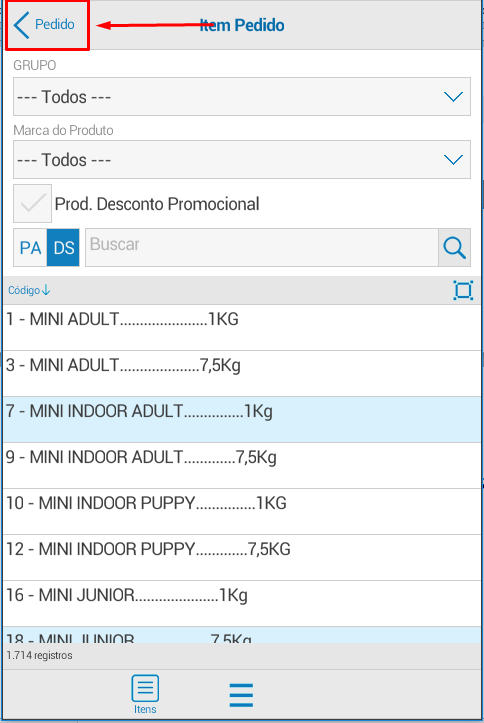 Pedido
Item Pedido
GRUPO
--- Todos ---
Marca do Produto
--- Todos ---
Prod. Desconto Promocional
PA DS Buscar
Código
1 - MINI ADULT......................1KG
3 - MINI ADULT....................7,5Kg
7 - MINI INDOOR ADULT...............1Kg
9 - MINI INDOOR ADULT.............7,5Kg
10 - MINI INDOOR PUPPY...............1KG
12 - MINI INDOOR PUPPY.............7,5KG
16 - MINI JUNIOR.....................1Kg
18 - MINI JUNIOR...................7,5Kg
1.714 registros
Itens